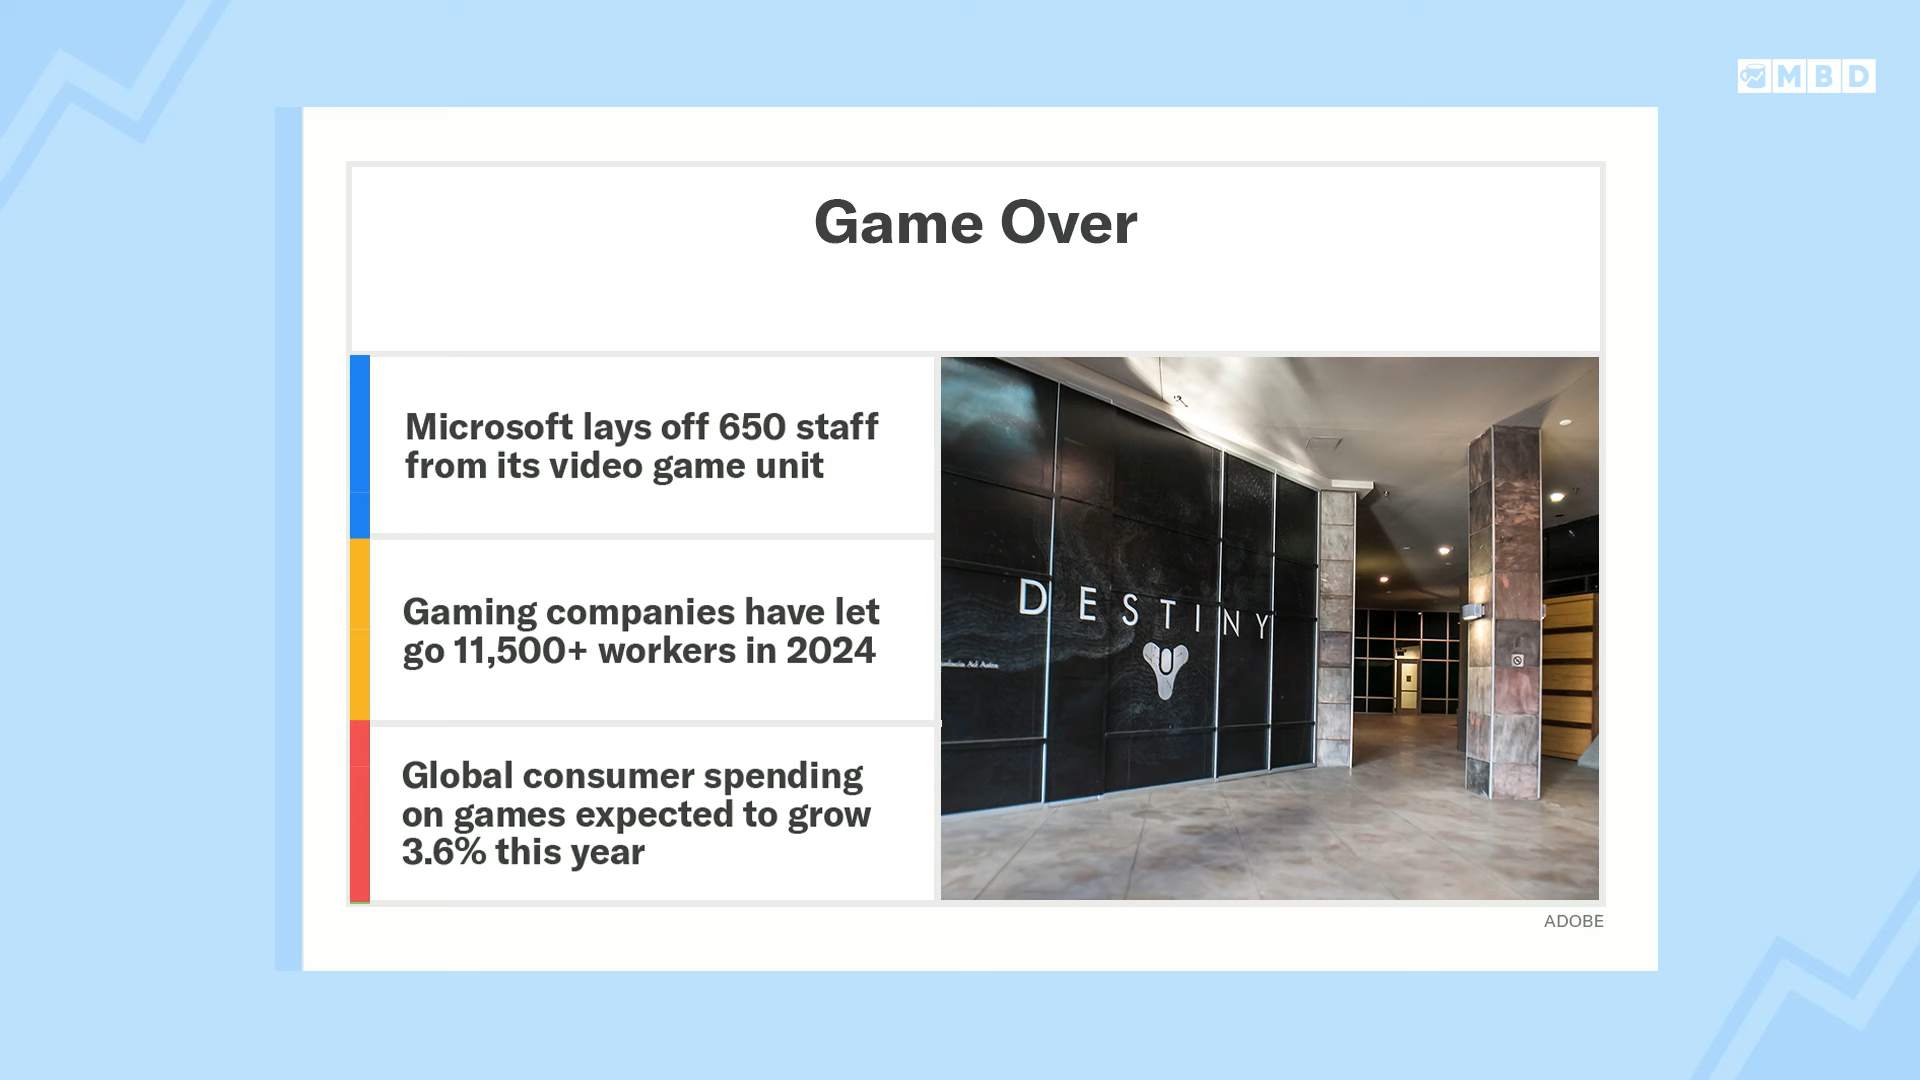 MBD
Game Over
Microsoft lays off 650 staff
from its video game unit
Gaming companies have let
go 11,500+ workers in 2024
Global consumer spending
on games expected to grow
3.6% this year
DESTINY
ADOBE